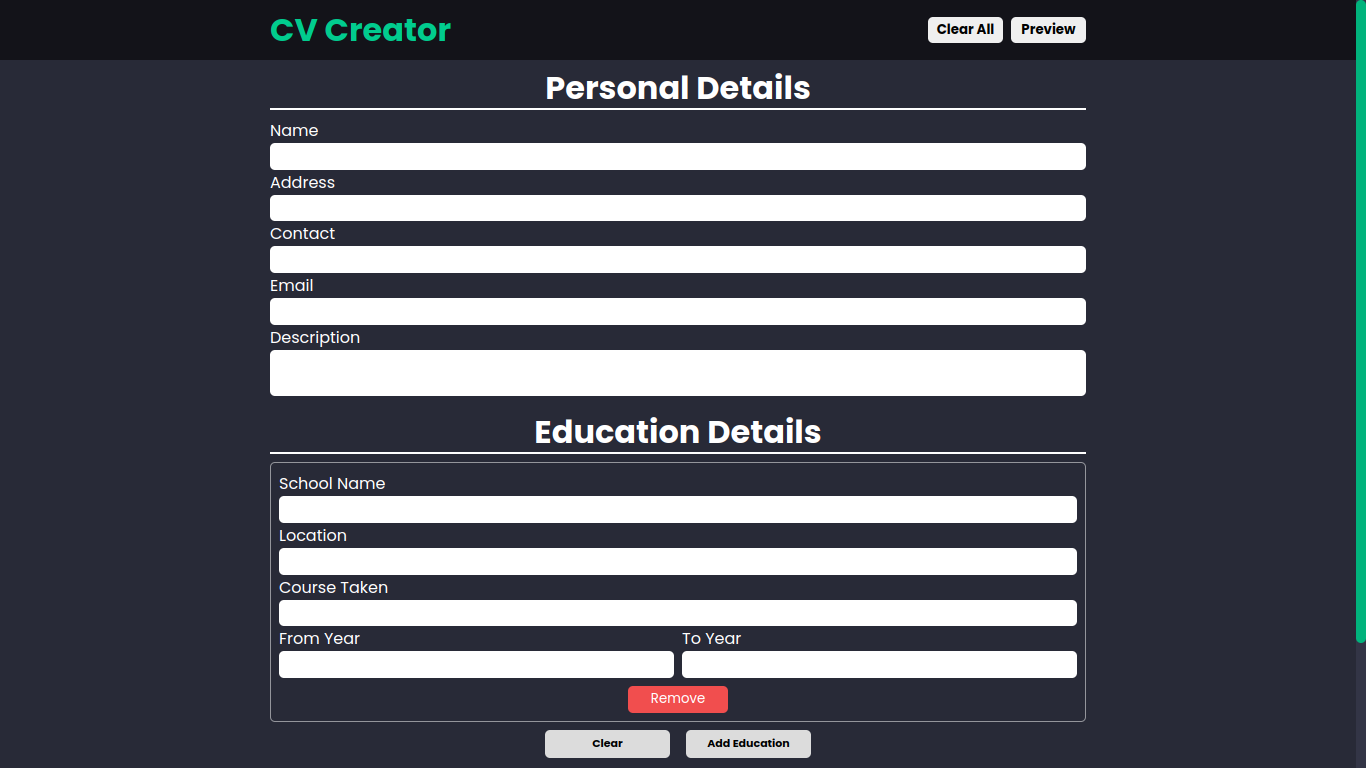 CV Creator
Clear All
Preview
Personal Details
Name
Address
Contact
Email
Description
Education Details
School Name
Location
Course Taken
From Year
To Year
Remove
Clear
Add Education